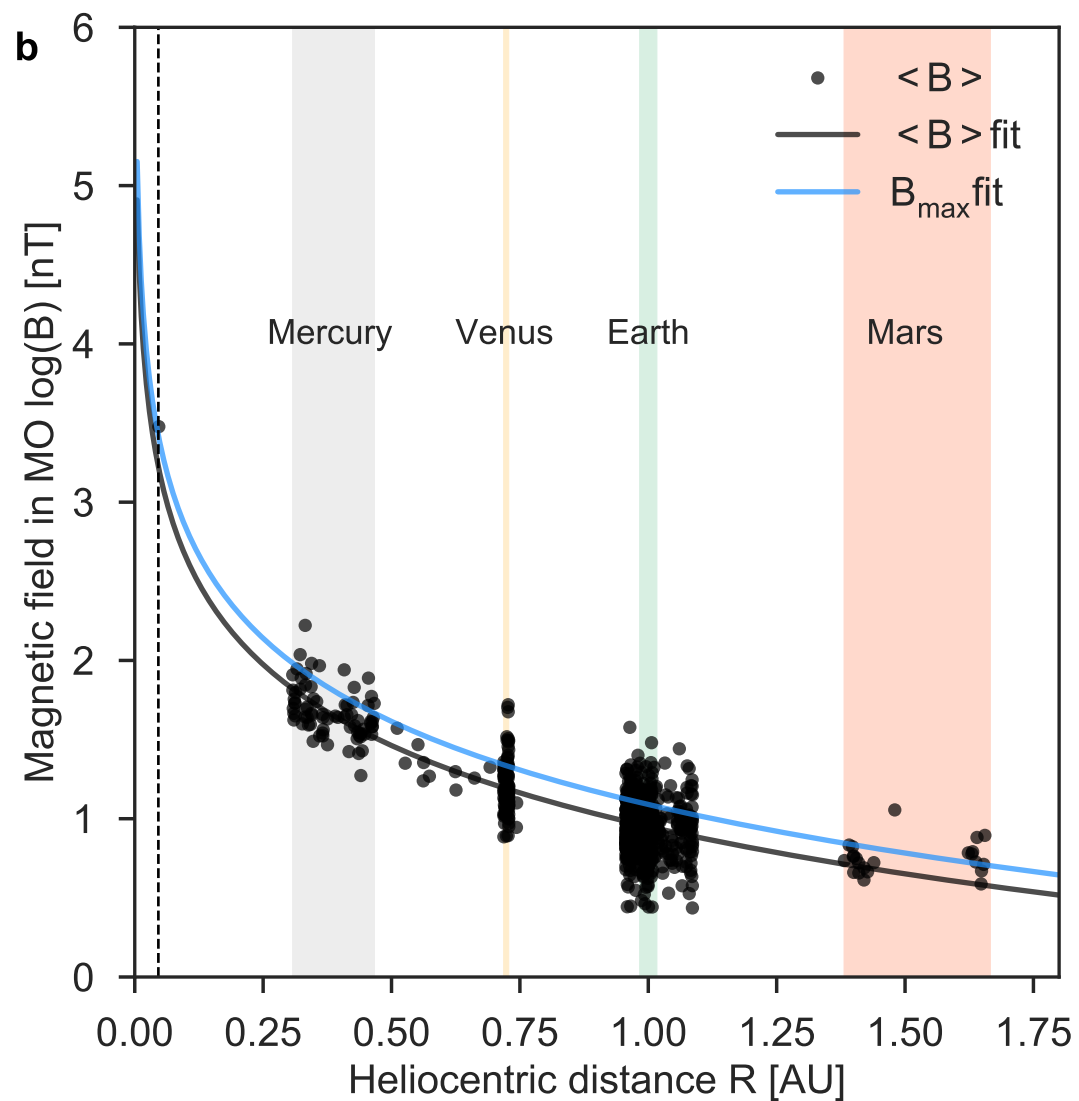 b
6
5
4
3
2
1
0
Magnetic field in MO log(B) [nT]
< B >
< B > fit
Bmaxfit
Mercury Venus Earth Mars
0.00 0.25 0.50 0.75 1.00 1.25 1.50 1.75
Heliocentric distance R [AU]